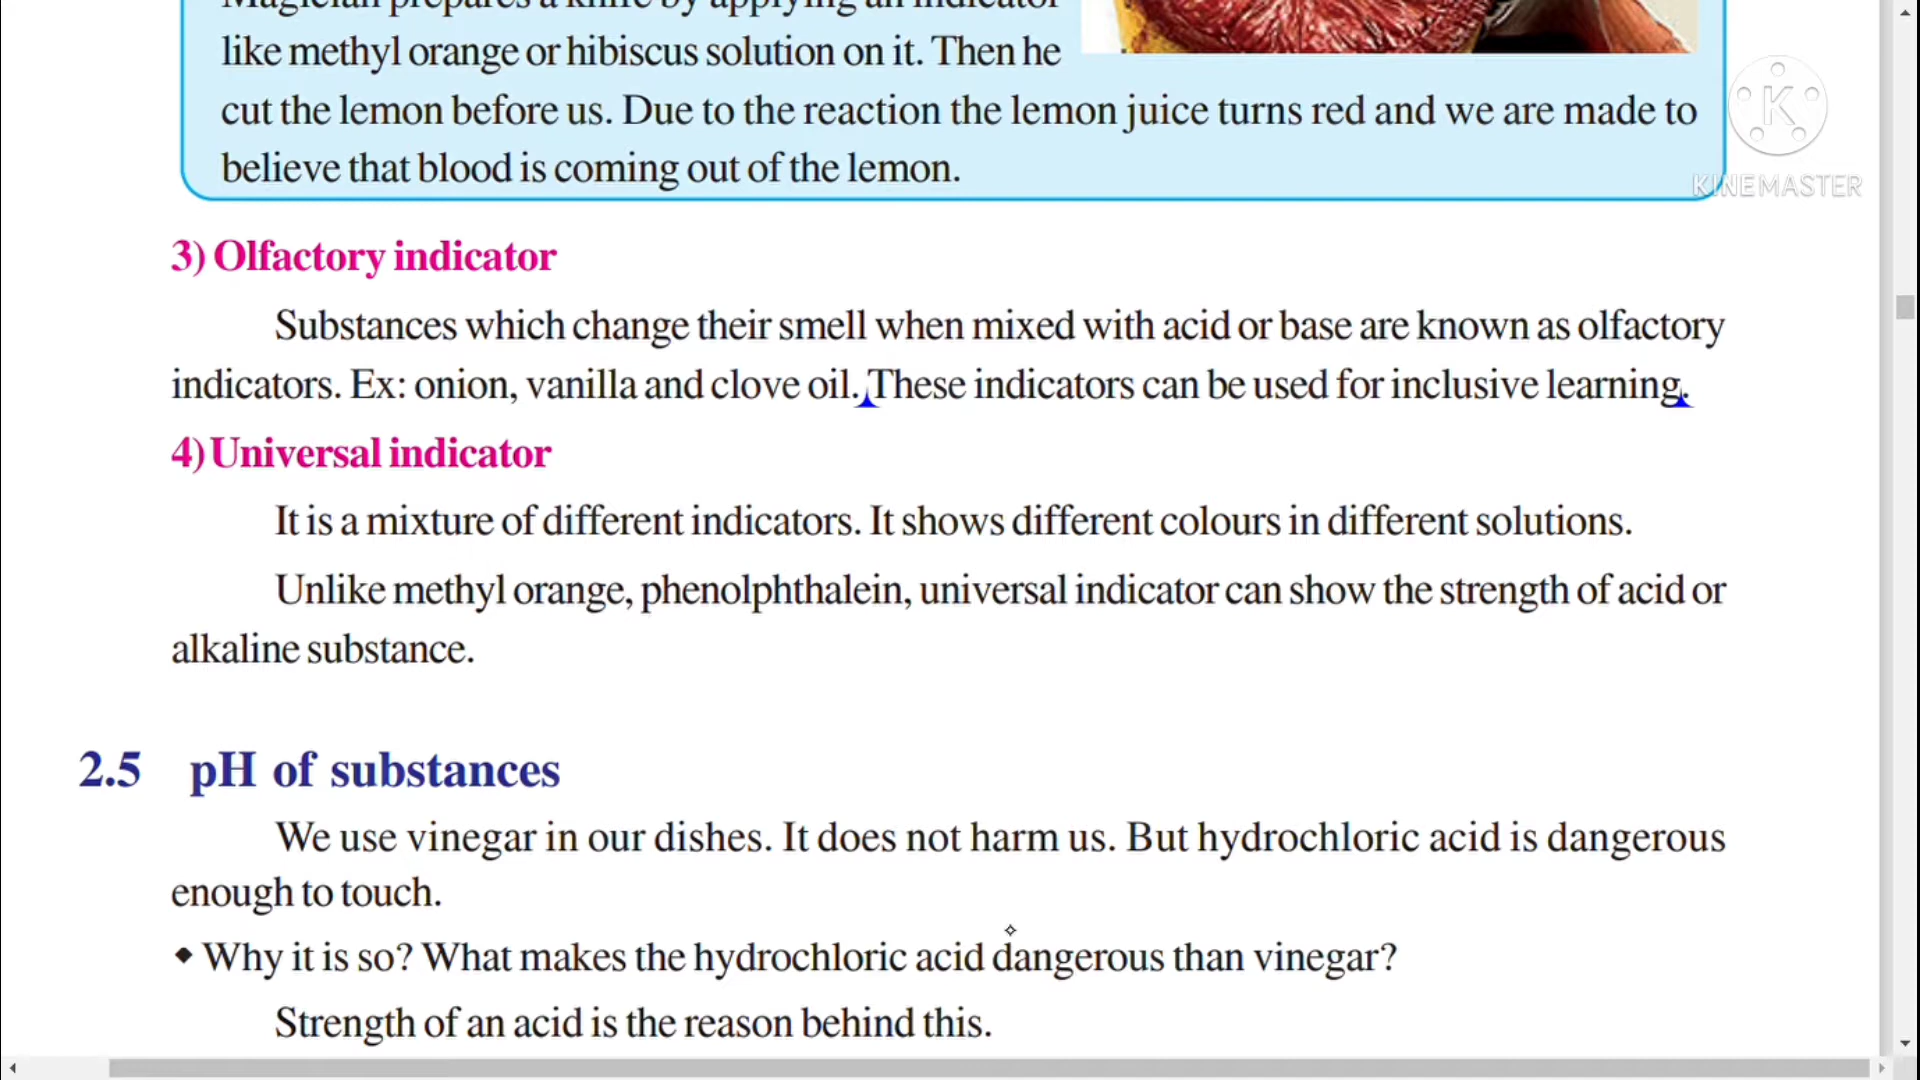 Magician prepares a knife by applying an indicator
like methyl orange or hibiscus solution on it. Then he
cut the lemon before us. Due to the reaction the lemon juice turns red and we are made to
believe that blood is coming out of the lemon.
K
KINEMASTER
3) Olfactory indicator
Substances which change their smell when mixed with acid or base are known as olfactory
indicators. Ex: onion, vanilla and clove oil. These indicators can be used for inclusive learning.
4) Universal indicator
It is a mixture of different indicators. It shows different colours in different solutions.
Unlike methyl orange, phenolphthalein, universal indicator can show the strength of acid or
alkaline substance.
2.5 pH of substances
We use vinegar in our dishes. It does not harm us. But hydrochloric acid is dangerous
enough to touch.
◆ Why it is so? What makes the hydrochloric acid dangerous than vinegar?
Strength of an acid is the reason behind this.